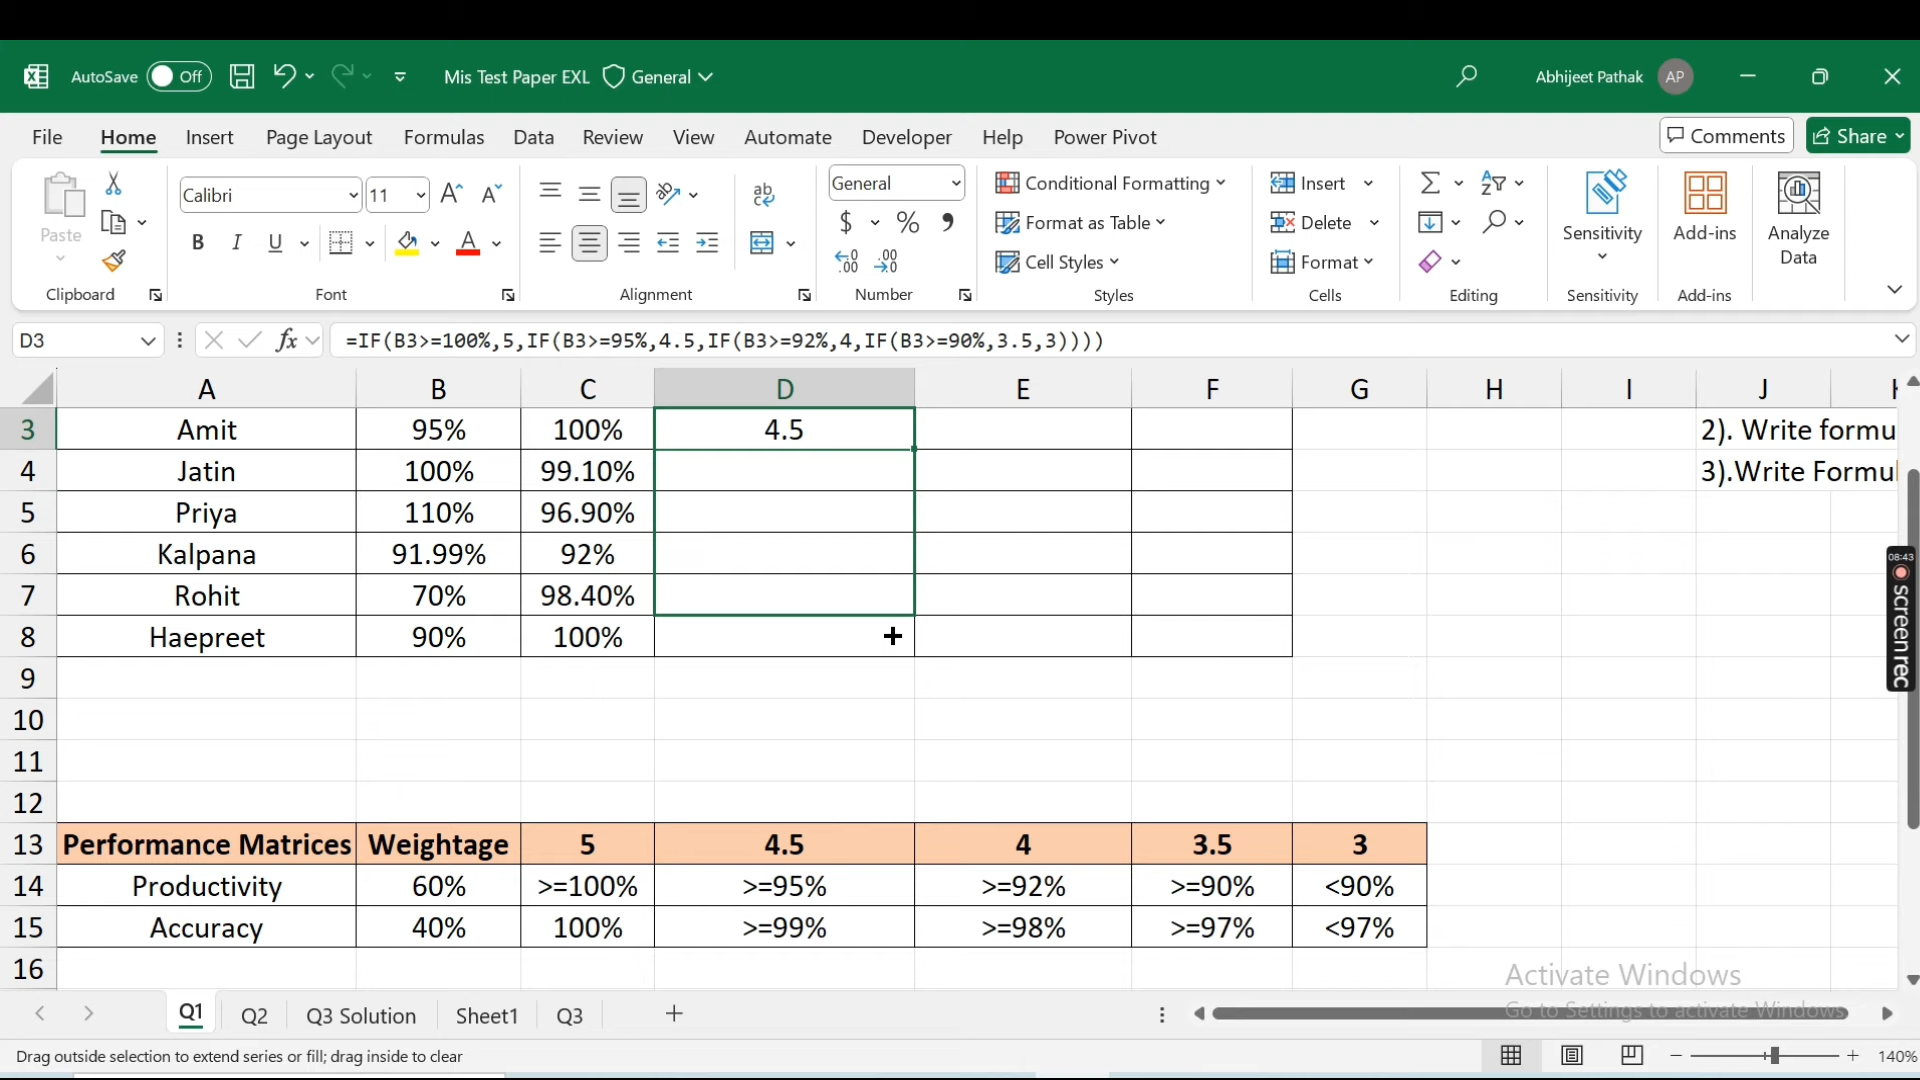 AutoSave Off Mis Test Paper EXL General Abhijeet Pathak AP
File Home Insert Page Layout Formulas Data Review View Automate Developer Help Power Pivot Comments Share
Paste Calibri 11 General Conditional Formatting Format as Table Cell Styles Insert Delete Format Sensitivity Add-ins Analyze Data
Clipboard Font Alignment Number Styles Cells Editing Sensitivity Add-ins
D3 fx =IF(B3>=100%,5,IF(B3>=95%,4.5,IF(B3>=92%,4,IF(B3>=90%,3.5,3))))
A B C D E F G H I J
3 Amit 95% 100% 4.5 2). Write formu
4 Jatin 100% 99.10% 3).Write Formul
5 Priya 110% 96.90%
6 Kalpana 91.99% 92%
7 Rohit 70% 98.40%
8 Haepreet 90% 100%
9
10
11
12
13 Performance Matrices Weightage 5 4.5 4 3.5 3
14 Productivity 60% >=100% >=95% >=92% >=90% <90%
15 Accuracy 40% 100% >=99% >=98% >=97% <97%
16
08:43 screenrec
Activate Windows
Go to Settings to activate Windows.
Q1 Q2 Q3 Solution Sheet1 Q3
Drag outside selection to extend series or fill; drag inside to clear 140%